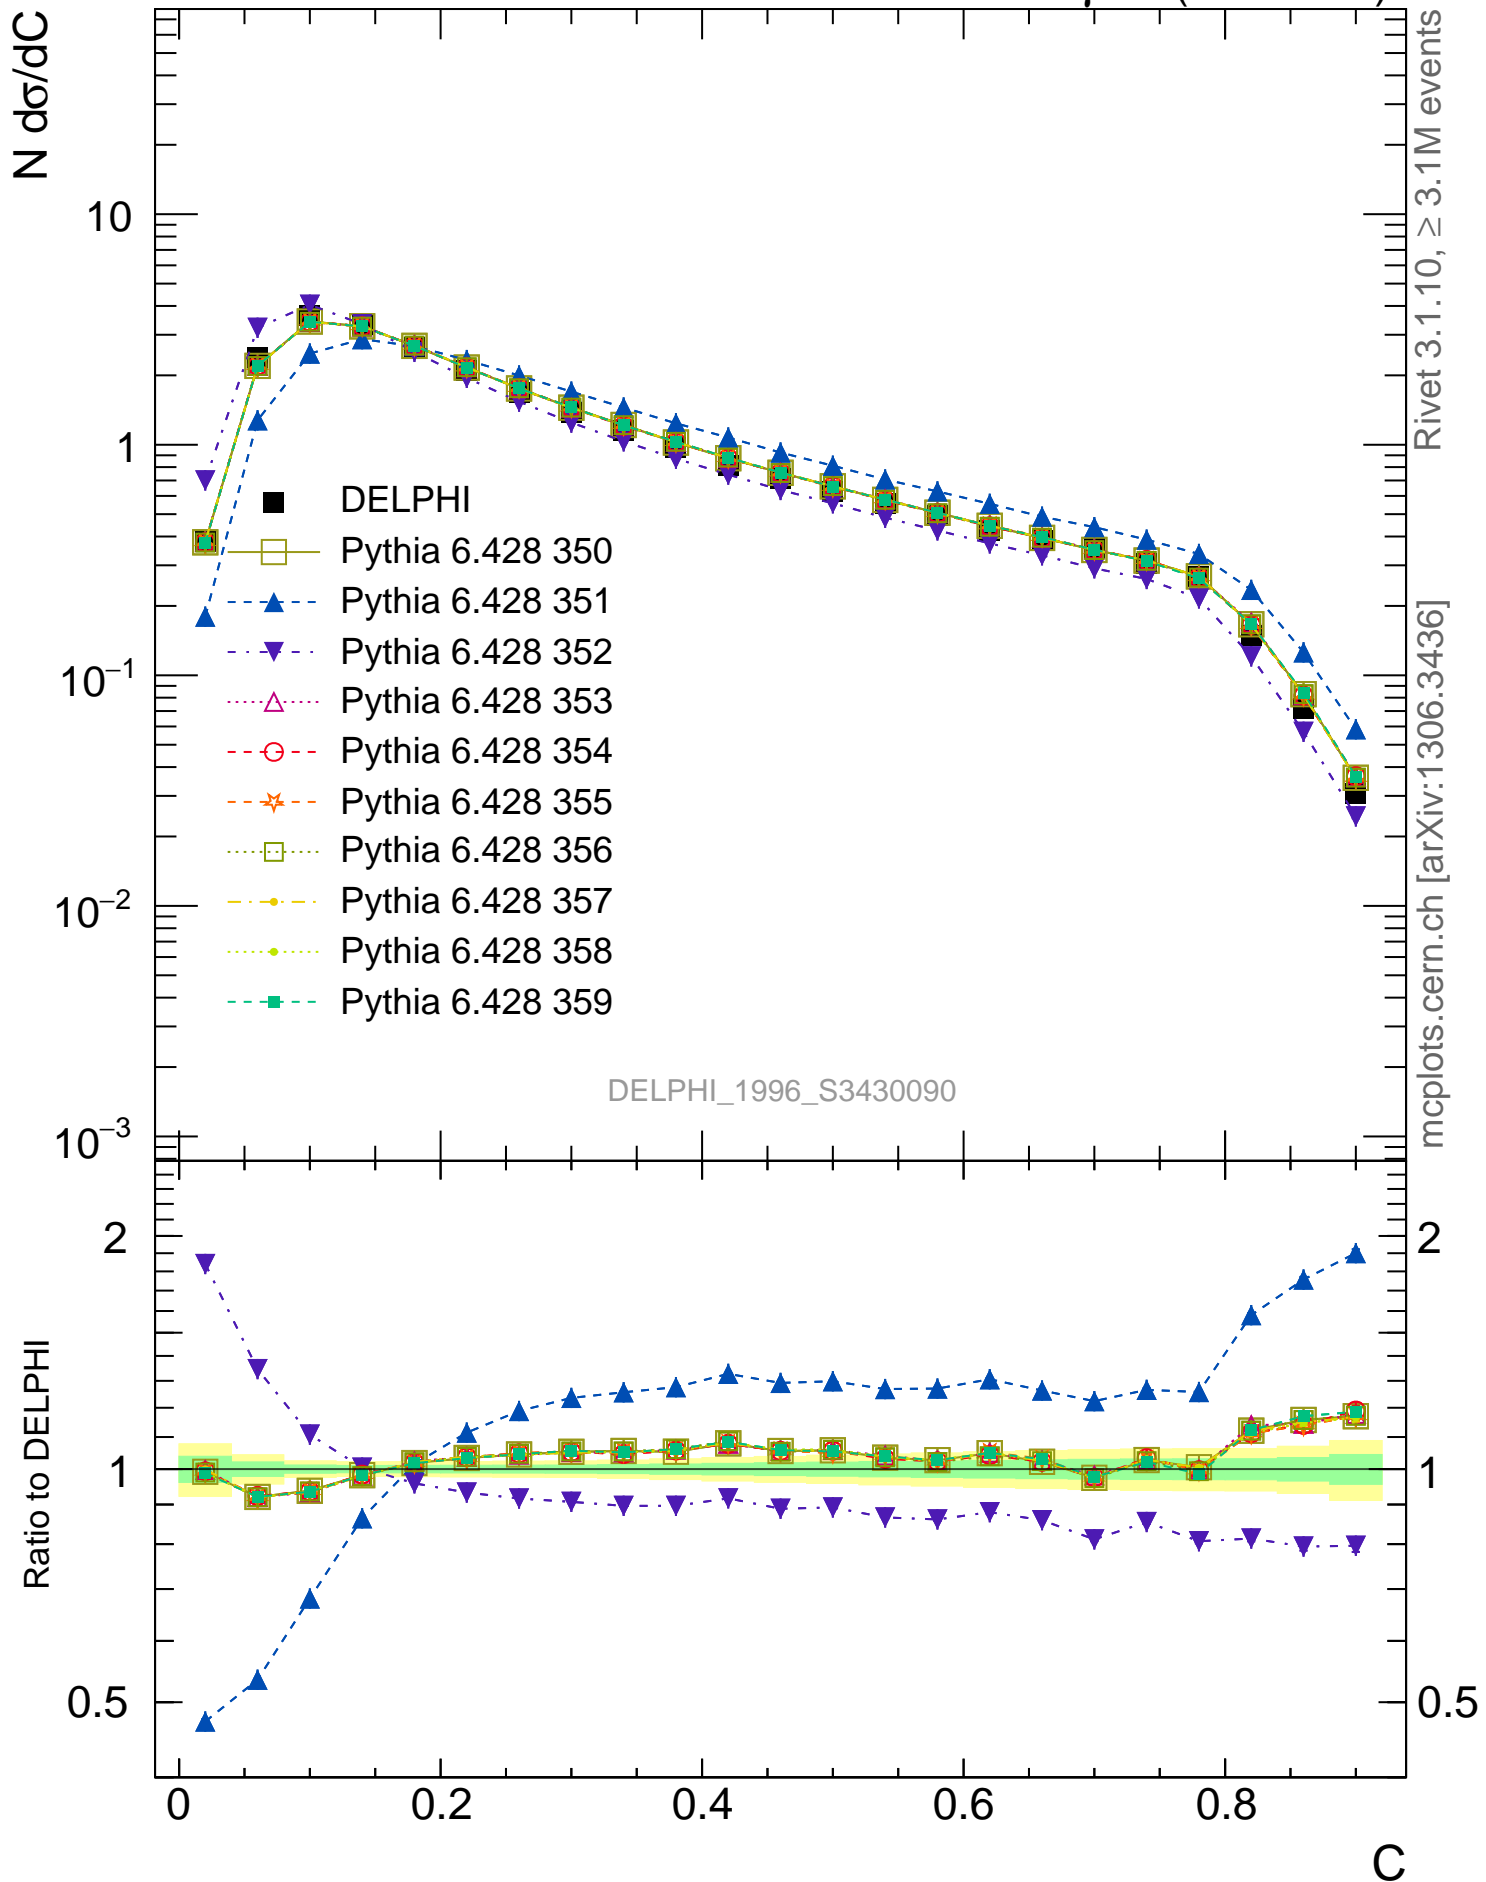 N dσ/dC
10
1
10⁻¹
10⁻²
10⁻³
DELPHI
Pythia 6.428 350
Pythia 6.428 351
Pythia 6.428 352
Pythia 6.428 353
Pythia 6.428 354
Pythia 6.428 355
Pythia 6.428 356
Pythia 6.428 357
Pythia 6.428 358
Pythia 6.428 359
DELPHI_1996_S3430090
Rivet 3.1.10, ≥ 3.1M events
mcplots.cern.ch [arXiv:1306.3436]
Ratio to DELPHI
2
1
0.5
2
1
0.5
0
0.2
0.4
0.6
0.8
C